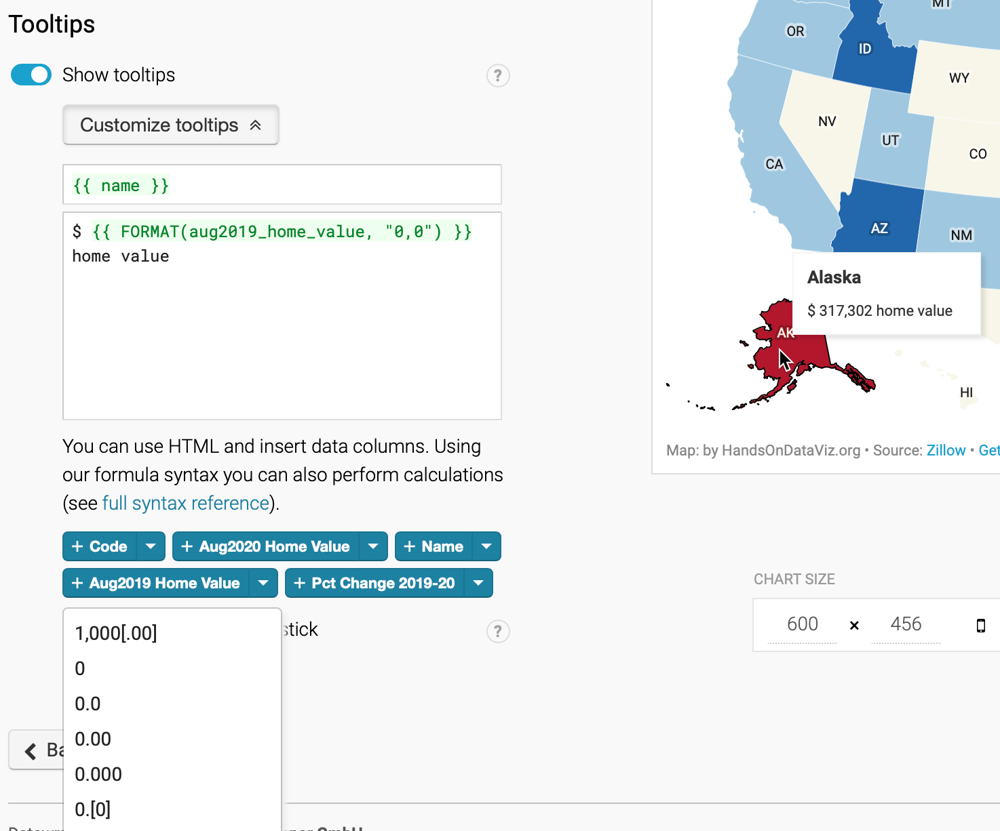 Tooltips
Show tooltips
?
Customize tooltips
{{ name }}
$ {{ FORMAT(aug2019_home_value, "0,0") }}
home value
You can use HTML and insert data columns. Using
our formula syntax you can also perform calculations
(see full syntax reference).
+ Code
+ Aug2020 Home Value
+ Name
+ Aug2019 Home Value
+ Pct Change 2019-20
1,000[.00]
stick
?
0
0.0
0.00
0.000
0.[0]
Ba
GmbH
MT
OR
ID
WY
NV
UT
CO
CA
AZ
NM
Alaska
$ 317,302 home value
AK
HI
Map: by HandsOnDataViz.org • Source: Zillow • Get
CHART SIZE
600 × 456